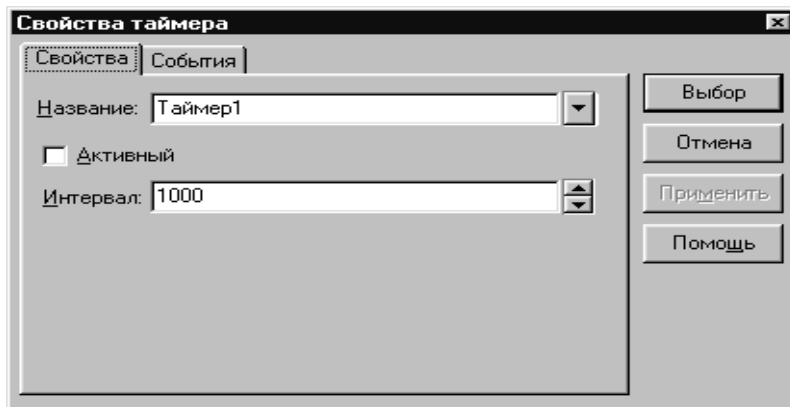 Свойства таймера
Свойства События
Название: Таймер1
Активный
Интервал: 1000
Выбор
Отмена
Применить
Помощь